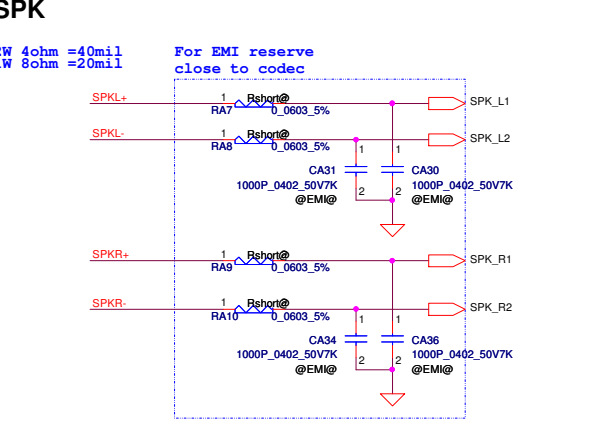 SPK
W 4ohm =40mil
W 8ohm =20mil
For EMI reserve
close to codec
SPKL+
1
Rshort@
RA7
0_0603_5%
SPK_L1
SPKL-
1
Rshort@
RA8
0_0603_5%
SPK_L2
1
1
CA31
CA30
1000P_0402_50V7K
2
1000P_0402_50V7K
2
@EMI@
@EMI@
SPKR+
1
Rshort@
RA9
0_0603_5%
SPK_R1
SPKR-
1
Rshort@
RA10
0_0603_5%
SPK_R2
1
1
CA34
CA36
1000P_0402_50V7K
2
1000P_0402_50V7K
2
@EMI@
@EMI@